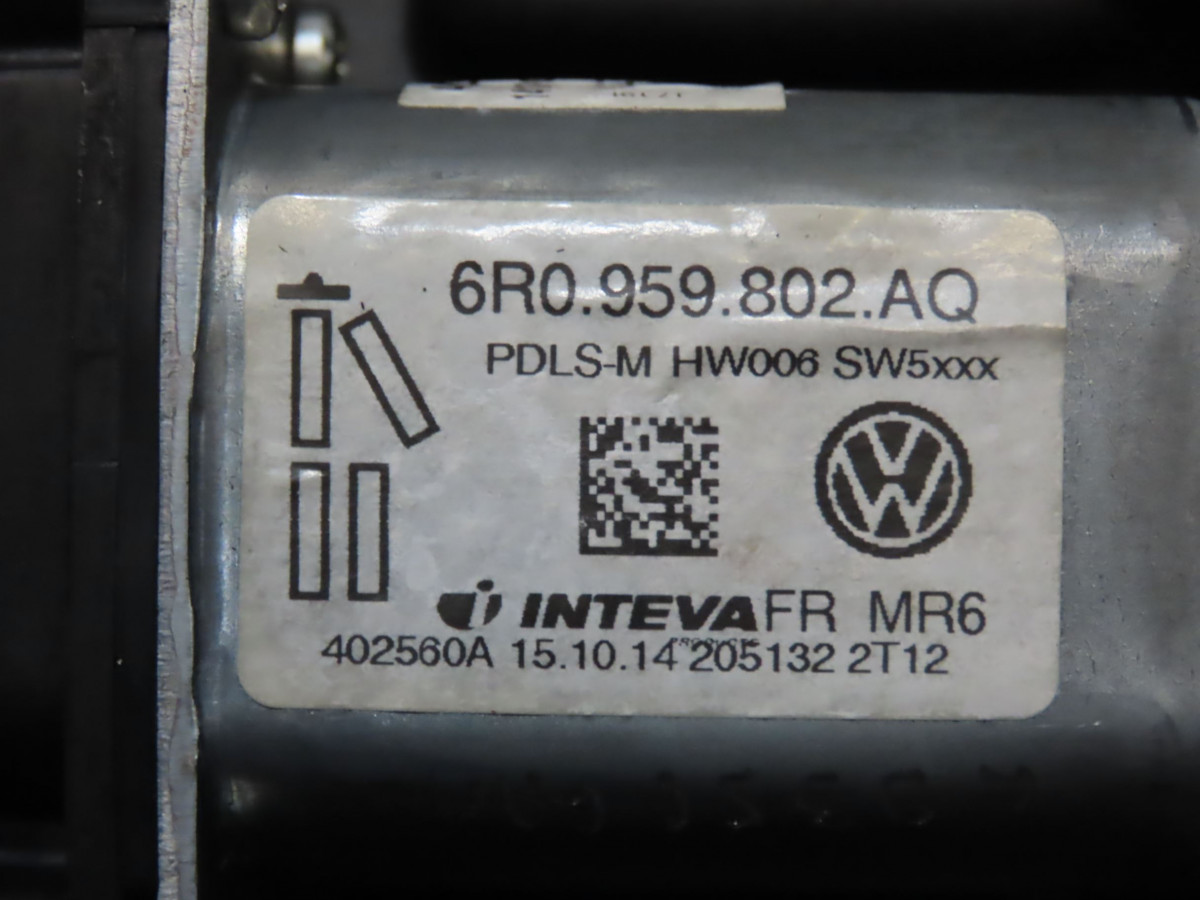 6R0.959.802.AQ
PDLS-M HW006 SW5xxx
INTEVA FR MR6
402560A 15.10.14 205132 2T12